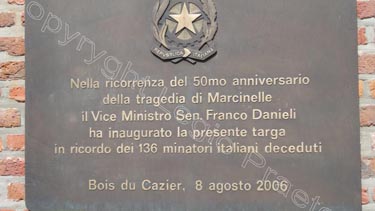 REPVBBLICA ITALIANA
Nella ricorrenza del 50mo anniversario
della tragedia di Marcinelle
il Vice Ministro Sen. Franco Danieli
ha inaugurato la presente targa
in ricordo dei 136 minatori italiani deceduti
Bois du Cazier, 8 agosto 2006